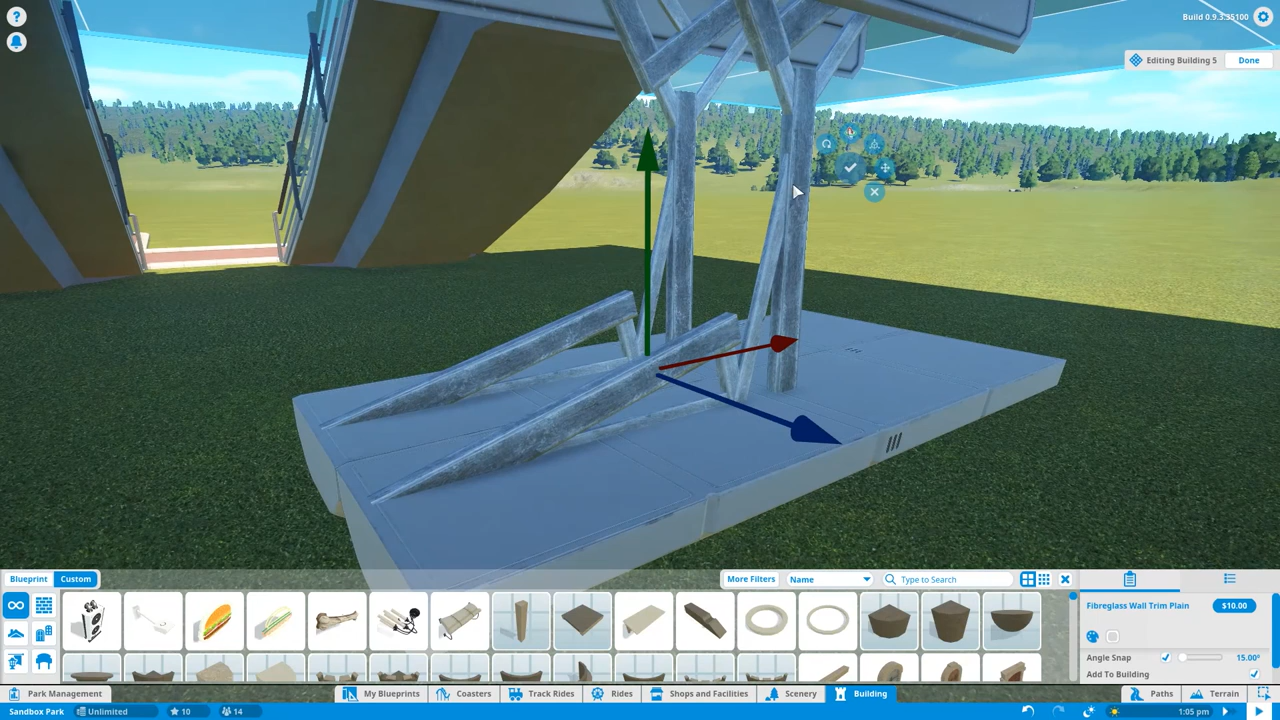 ?
Build 0.9.3.35100
Editing Building 5
Done
Blueprint
Custom
More Filters
Name
Type to Search
Fibreglass Wall Trim Plain
$10.00
Angle Snap
15.00°
Add To Building
Park Management
My Blueprints
Coasters
Track Rides
Rides
Shops and Facilities
Scenery
Building
Paths
Terrain
Sandbox Park
Unlimited
10
14
1:05 pm